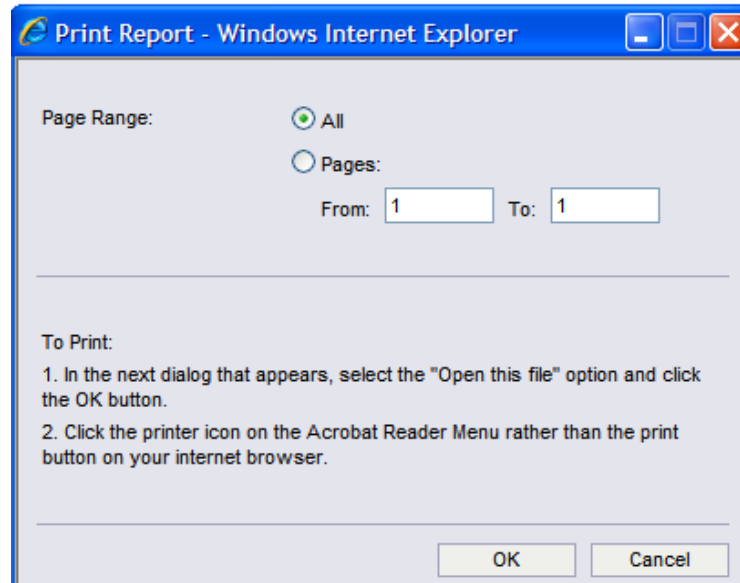 Print Report - Windows Internet Explorer
Page Range:
All
Pages:
From: 1 To: 1
To Print:
1. In the next dialog that appears, select the "Open this file" option and click
the OK button.
2. Click the printer icon on the Acrobat Reader Menu rather than the print
button on your internet browser.
OK Cancel